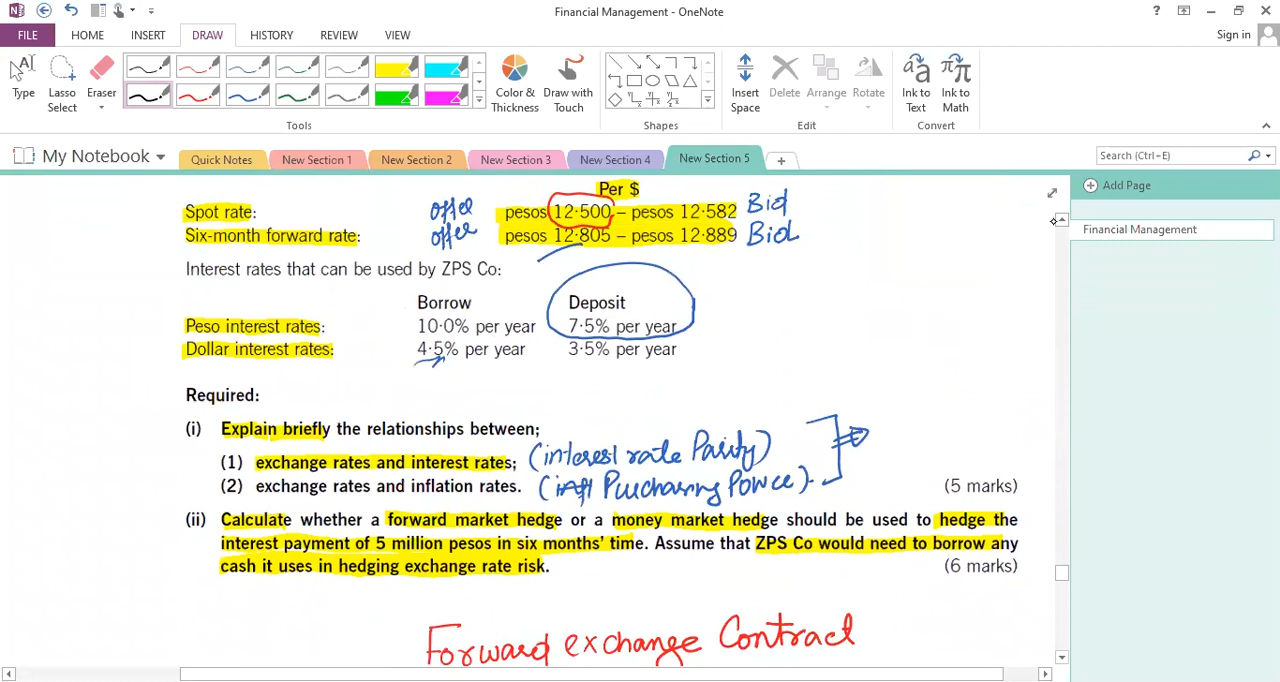 Financial Management - OneNote
?
FILE HOME INSERT DRAW HISTORY REVIEW VIEW Sign in
Type Lasso Select Eraser Color & Thickness Draw with Touch Insert Space Delete Arrange Rotate Ink to Text Ink to Math
Tools Shapes Edit Convert
My Notebook Quick Notes New Section 1 New Section 2 New Section 3 New Section 4 New Section 5 Search (Ctrl+E)
Add Page
Financial Management
Per $
Spot rate: offer pesos 12·500 – pesos 12·582 Bid
Six-month forward rate: offer pesos 12·805 – pesos 12·889 Bid
Interest rates that can be used by ZPS Co:
Borrow Deposit
Peso interest rates: 10·0% per year 7·5% per year
Dollar interest rates: 4·5% per year 3·5% per year
Required:
(i) Explain briefly the relationships between;
(1) exchange rates and interest rates; (interest rate Parity)
(2) exchange rates and inflation rates. (Purchasing Power). (5 marks)
(ii) Calculate whether a forward market hedge or a money market hedge should be used to hedge the
interest payment of 5 million pesos in six months' time. Assume that ZPS Co would need to borrow any
cash it uses in hedging exchange rate risk. (6 marks)
Forward exchange Contract